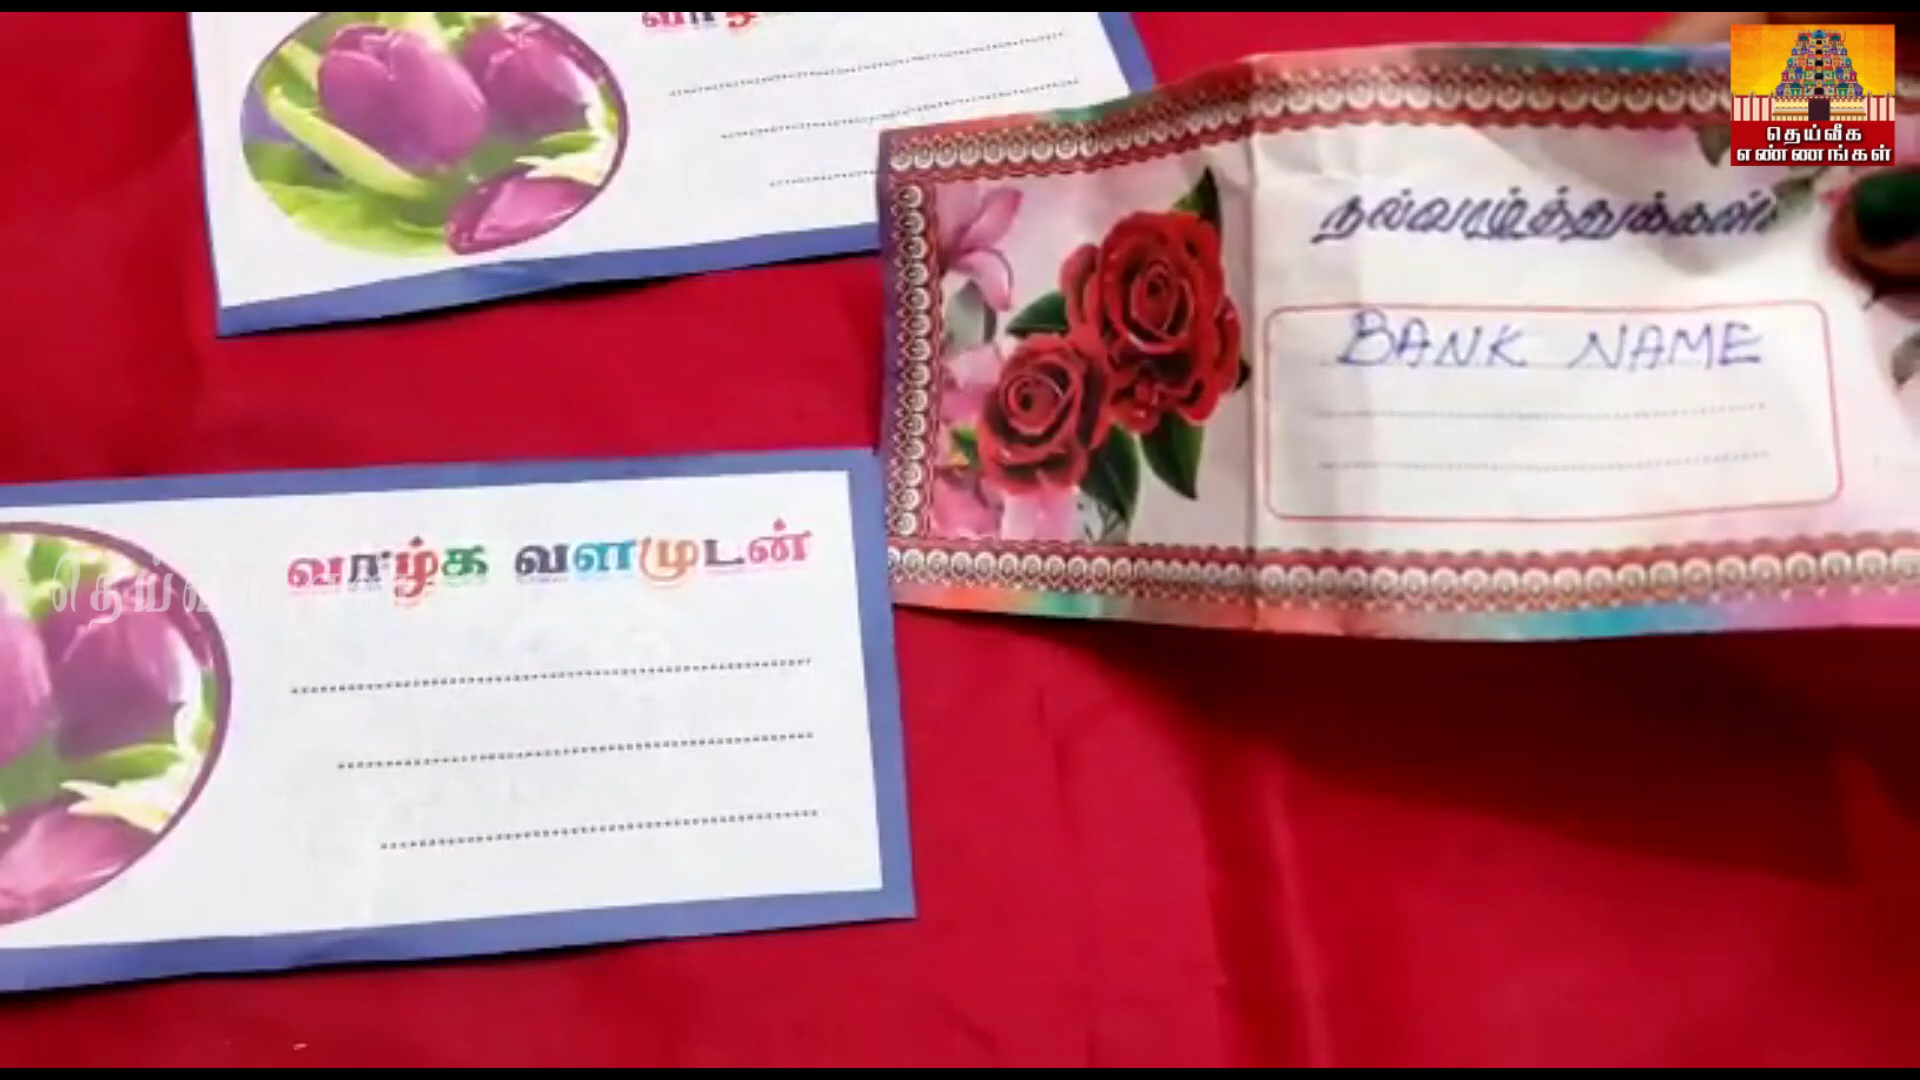 தெய்வீக
எண்ணங்கள்
நல்வாழ்த்துக்கள்
BANK NAME
வாழ்க வளமுடன்